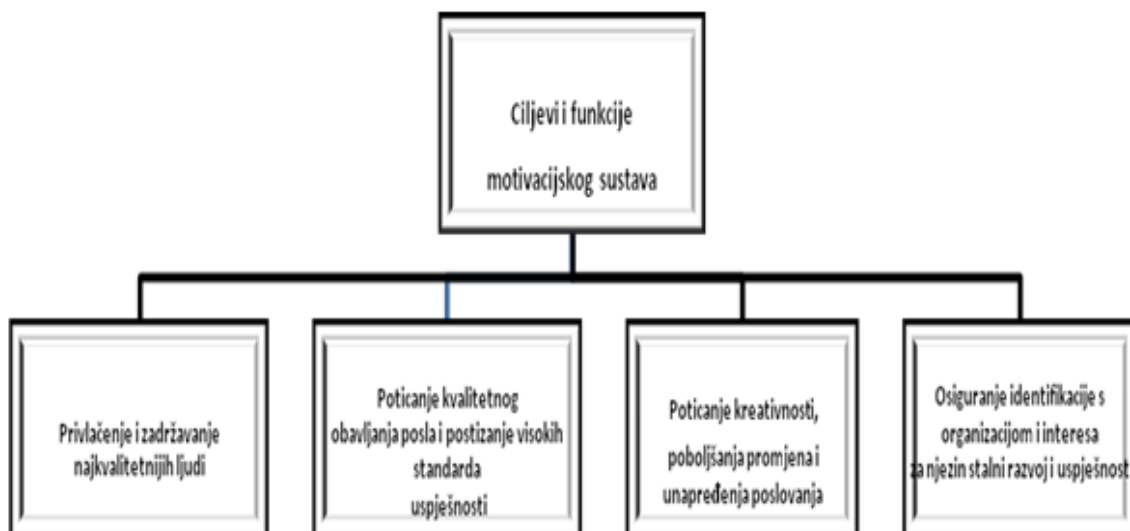 Ciljevi i funkcije
motivacijskog sustava
Privlačenje i zadržavanje
najkvalitetnijih ljudi
Poticanje kvalitetnog
obavljanja posla i postizanje visokih
standarda
uspješnosti
Poticanje kreativnosti,
poboljšanja promjena i
unapređenja poslovanja
Osiguranje identifikacije s
organizacijom i interesa
za njezin stalni razvoj i uspješnost